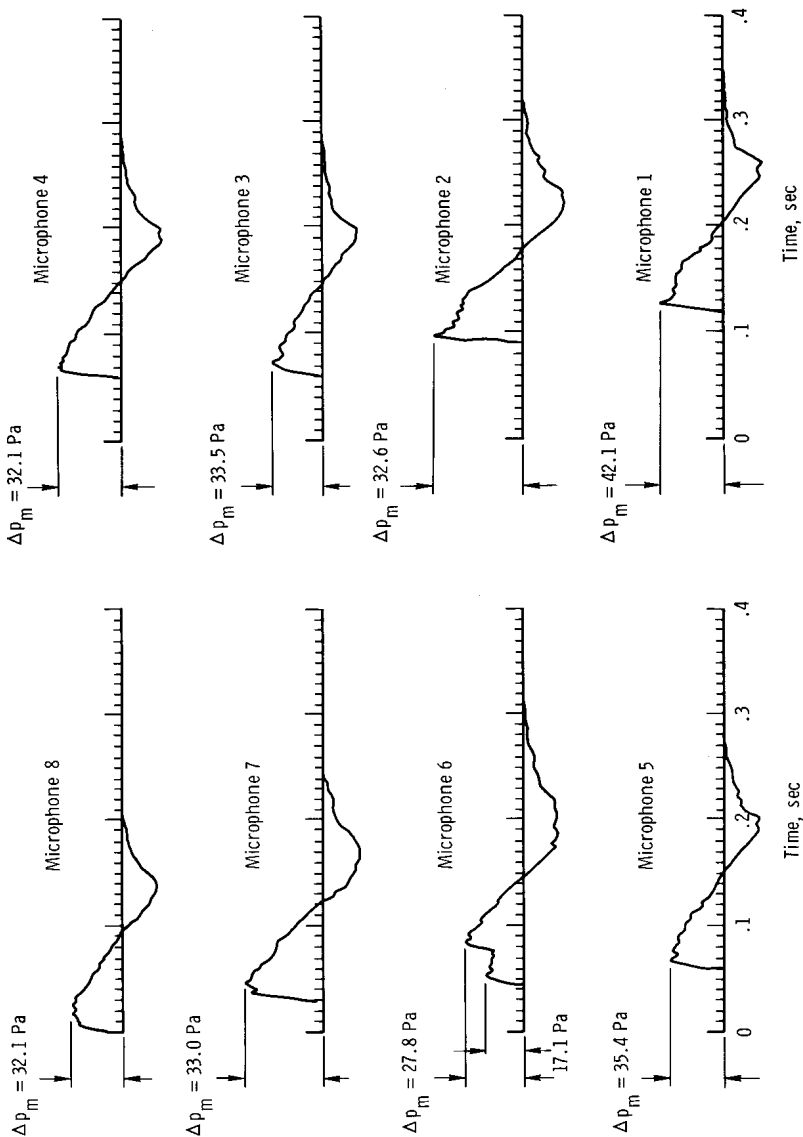 Δp_m = 32.1 Pa
Microphone 8
Δp_m = 33.0 Pa
Microphone 7
Δp_m = 27.8 Pa
17.1 Pa
Microphone 6
Δp_m = 35.4 Pa
Microphone 5
0 .1 .2 .3 .4
Time, sec
Δp_m = 32.1 Pa
Microphone 4
Δp_m = 33.5 Pa
Microphone 3
Δp_m = 32.6 Pa
Microphone 2
Δp_m = 42.1 Pa
Microphone 1
0 .1 .2 .3 .4
Time, sec